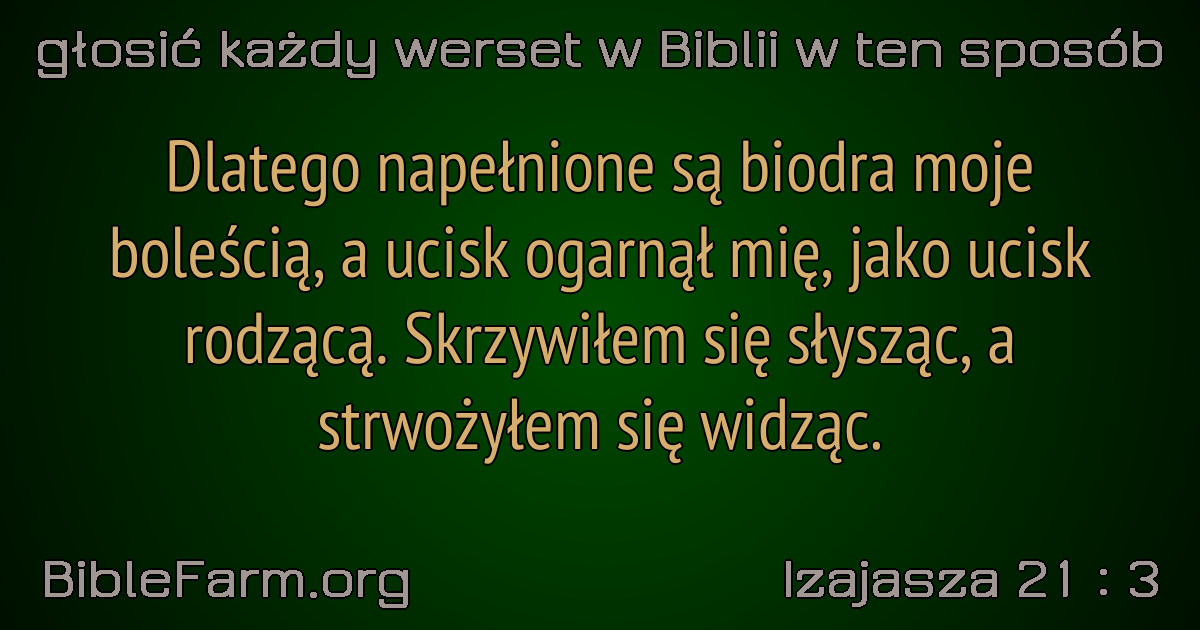 głosić każdy werset w Biblii w ten sposób
Dlatego napełnione są biodra moje
boleścią, a ucisk ogarnął mię, jako ucisk
rodzącą. Skrzywiłem się słysząc, a
strwożyłem się widząc.
BibleFarm.org
Izajasza 21 : 3